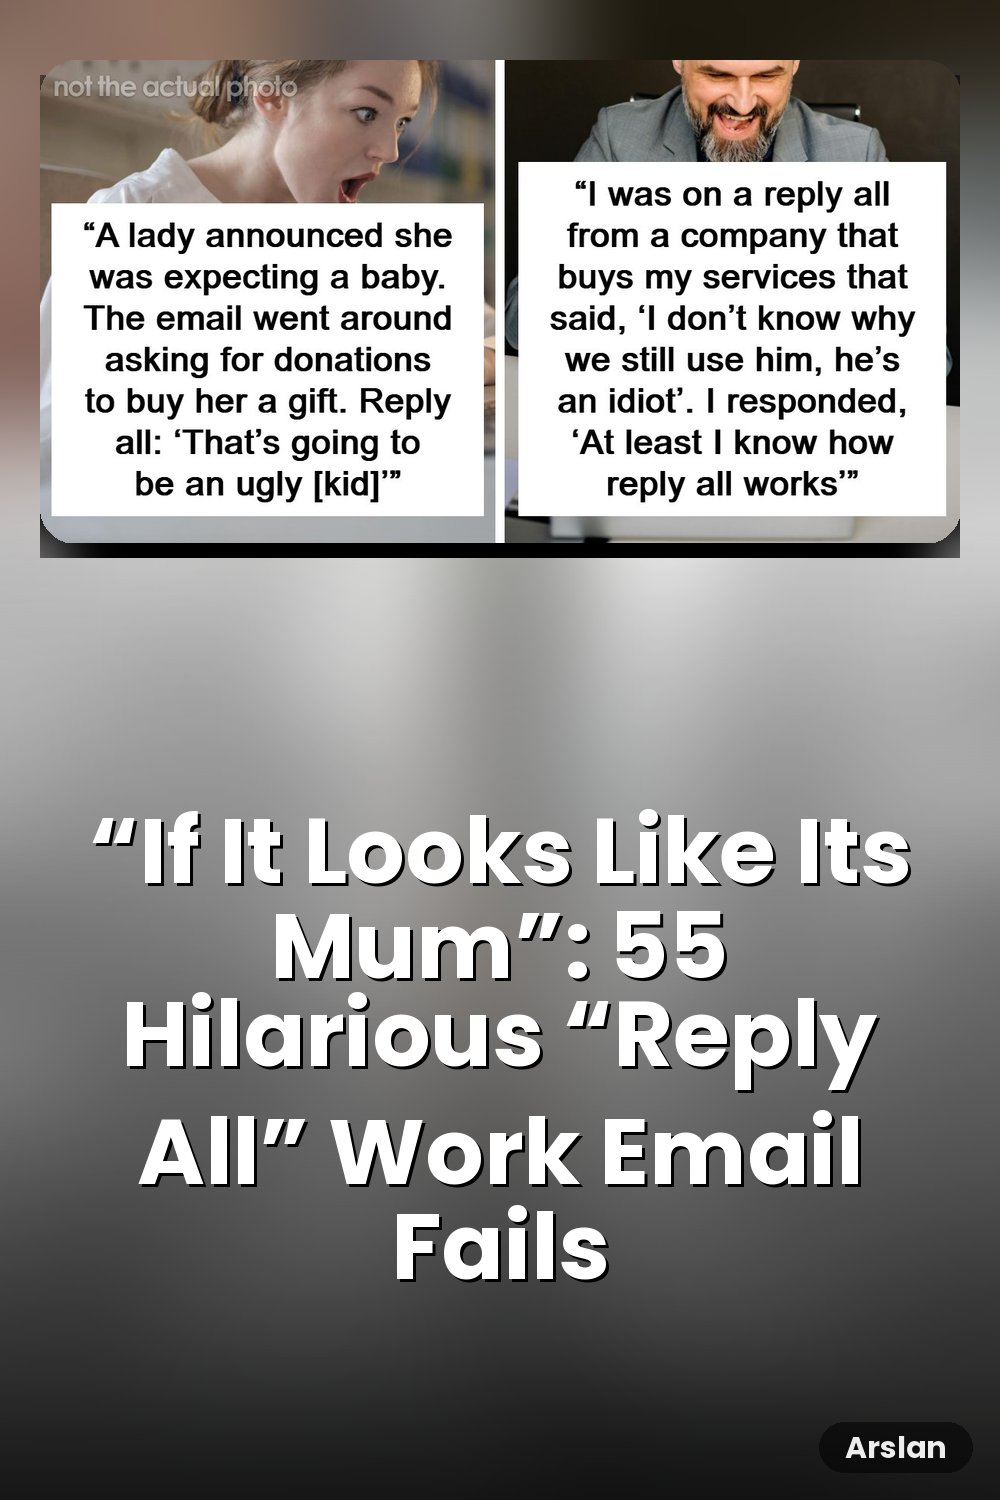 not the actual photo
“A lady announced she
was expecting a baby.
The email went around
asking for donations
to buy her a gift. Reply
all: ‘That’s going to
be an ugly [kid]’”
“I was on a reply all
from a company that
buys my services that
said, ‘I don’t know why
we still use him, he’s
an idiot’. I responded,
‘At least I know how
reply all works’”
“If It Looks Like Its
Mum”: 55
Hilarious “Reply
All” Work Email
Fails
Arslan